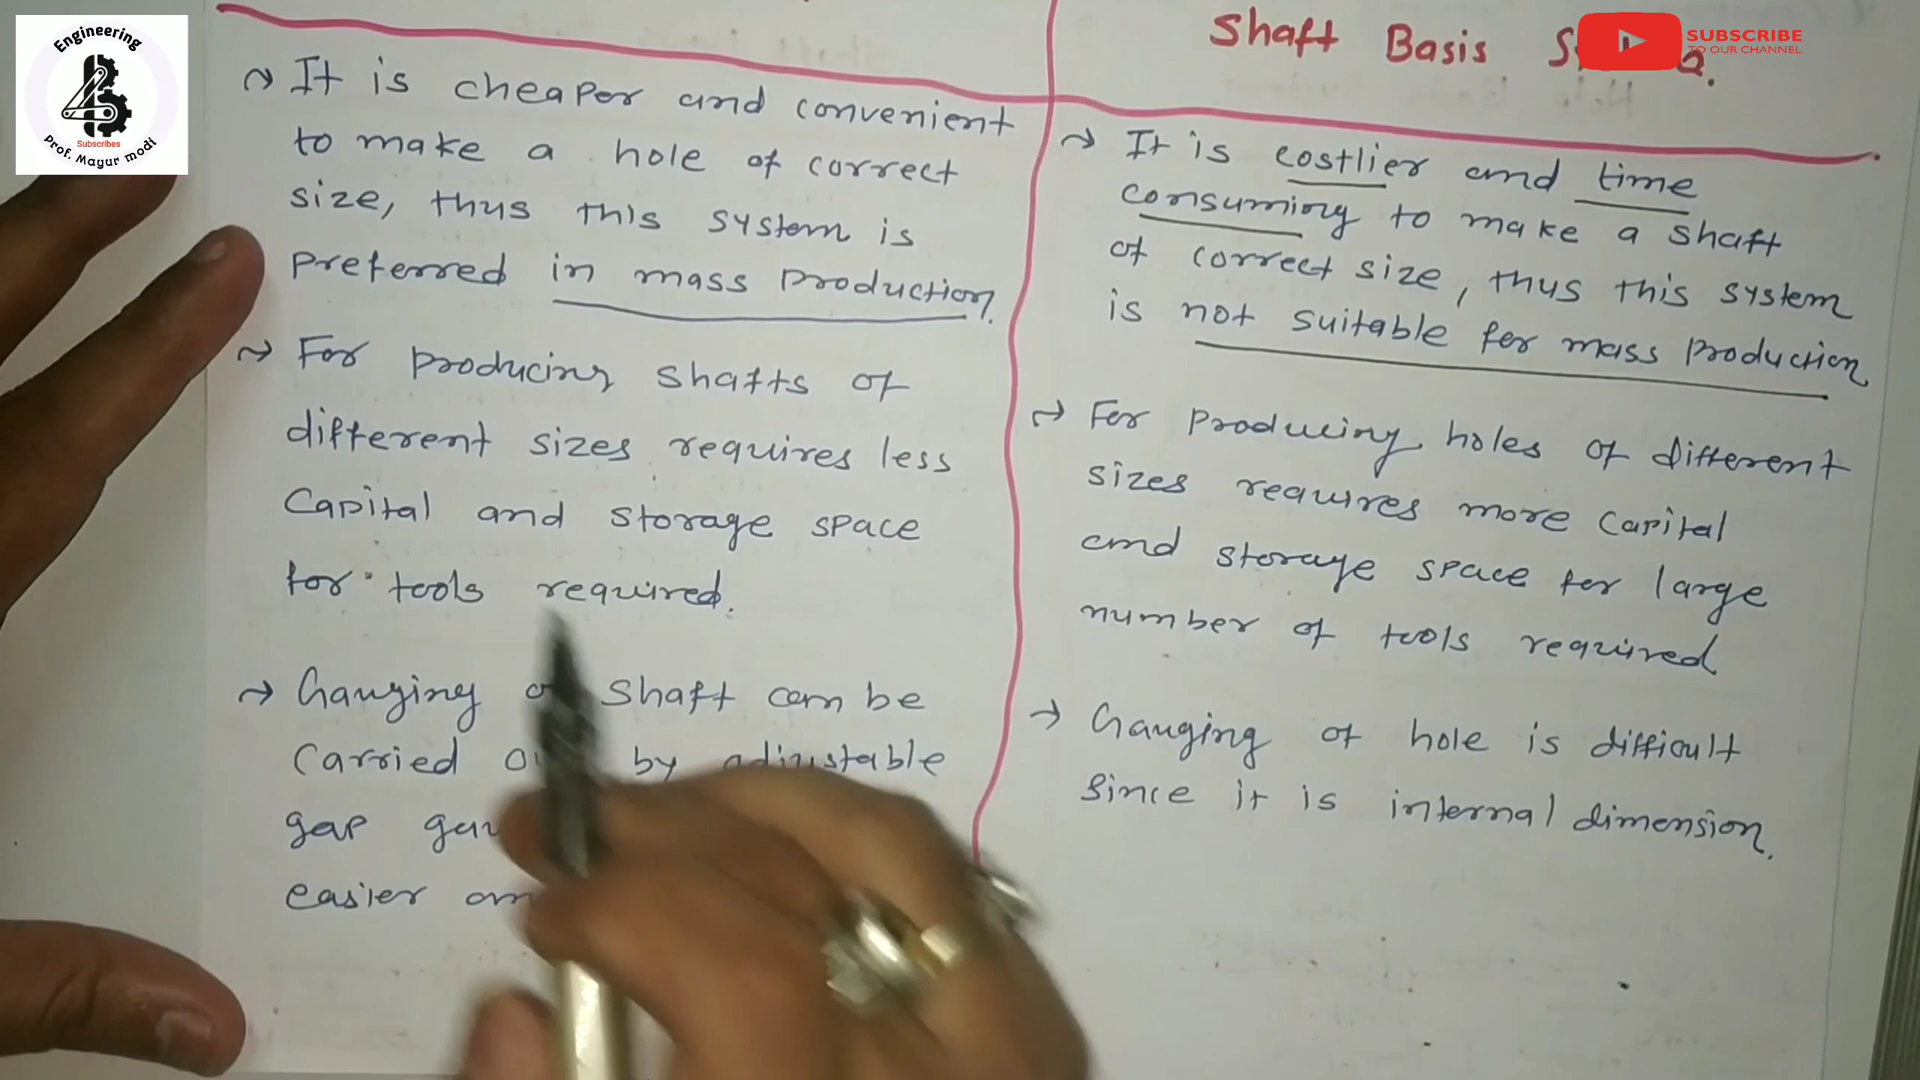 Engineering
Subscribes
Prof. Mayur modi
Shaft Basis
SUBSCRIBE
TO OUR CHANNEL
→ It is cheaper and convenient
to make a hole of correct
size, thus this system is
preferred in mass production.
→ For producing shafts of
different sizes requires less
Capital and storage space
for tools required.
→ Gauging of shaft can be
Carried by adjustable
gap
easier
→ It is costlier and time
consuming to make a shaft
of correct size, thus this system
is not suitable for mass production
→ For producing holes of different
sizes requires more capital
and storage space for large
number of tools required
→ Gauging of hole is difficult
Since it is internal dimension.